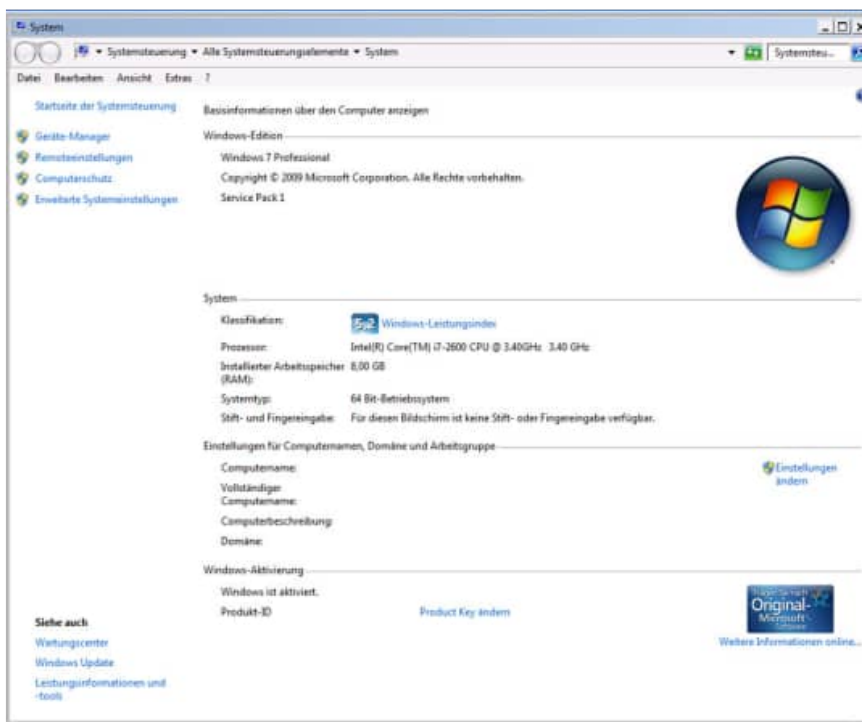 System
Systemsteuerung ▾ Alle Systemsteuerungselemente ▾ System
Systemsteu...
Datei Bearbeiten Ansicht Extras ?
Startseite der Systemsteuerung
Geräte-Manager
Remoteeinstellungen
Computerschutz
Erweiterte Systemeinstellungen
Basisinformationen über den Computer anzeigen
Windows-Edition
Windows 7 Professional
Copyright © 2009 Microsoft Corporation. Alle Rechte vorbehalten.
Service Pack 1
System
Klassifikation: 5,2 Windows-Leistungsindex
Prozessor: Intel(R) Core(TM) i7-2600 CPU @ 3.40GHz 3.40 GHz
Installierter Arbeitsspeicher 8,00 GB
(RAM):
Systemtyp: 64 Bit-Betriebssystem
Stift- und Fingereingabe: Für diesen Bildschirm ist keine Stift- oder Fingereingabe verfügbar.
Einstellungen für Computernamen, Domäne und Arbeitsgruppe
Computername: Einstellungen
ändern
Vollständiger
Computername:
Computerbeschreibung:
Domäne:
Windows-Aktivierung
Windows ist aktiviert.
Produkt-ID Product Key ändern
Original-
Microsoft
Software
Weitere Informationen online...
Siehe auch
Wartungscenter
Windows Update
Leistungsinformationen und
-tools